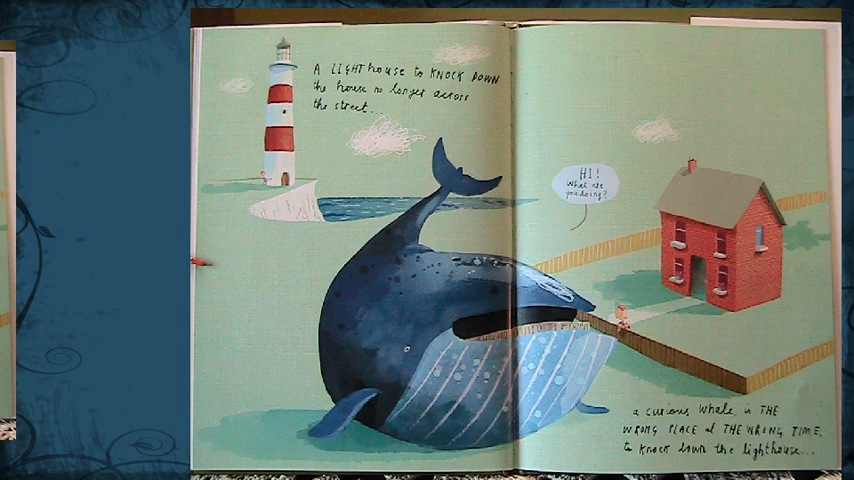 A LIGHThouse to KNOCK DOWN
the house no longer across
the street...
HI!
What are
you doing?
a curious whale, in THE
WRONG PLACE at THE WRONG TIME,
to knock down the lighthouse...